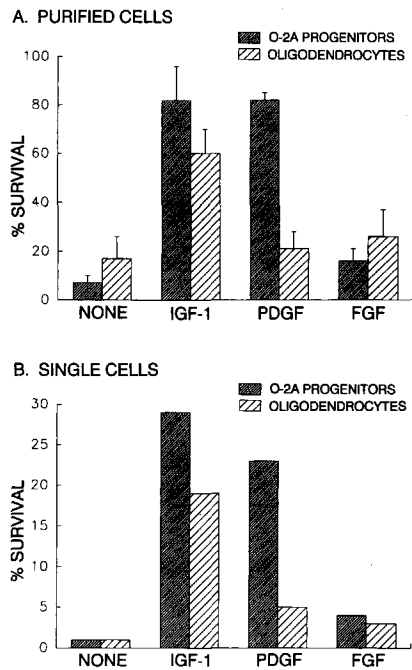 A. PURIFIED CELLS
O-2A PROGENITORS
OLIGODENDROCYTES
100
80
60
40
20
0
% SURVIVAL
NONE IGF-1 PDGF FGF
B. SINGLE CELLS
O-2A PROGENITORS
OLIGODENDROCYTES
30
25
20
15
10
5
0
% SURVIVAL
NONE IGF-1 PDGF FGF